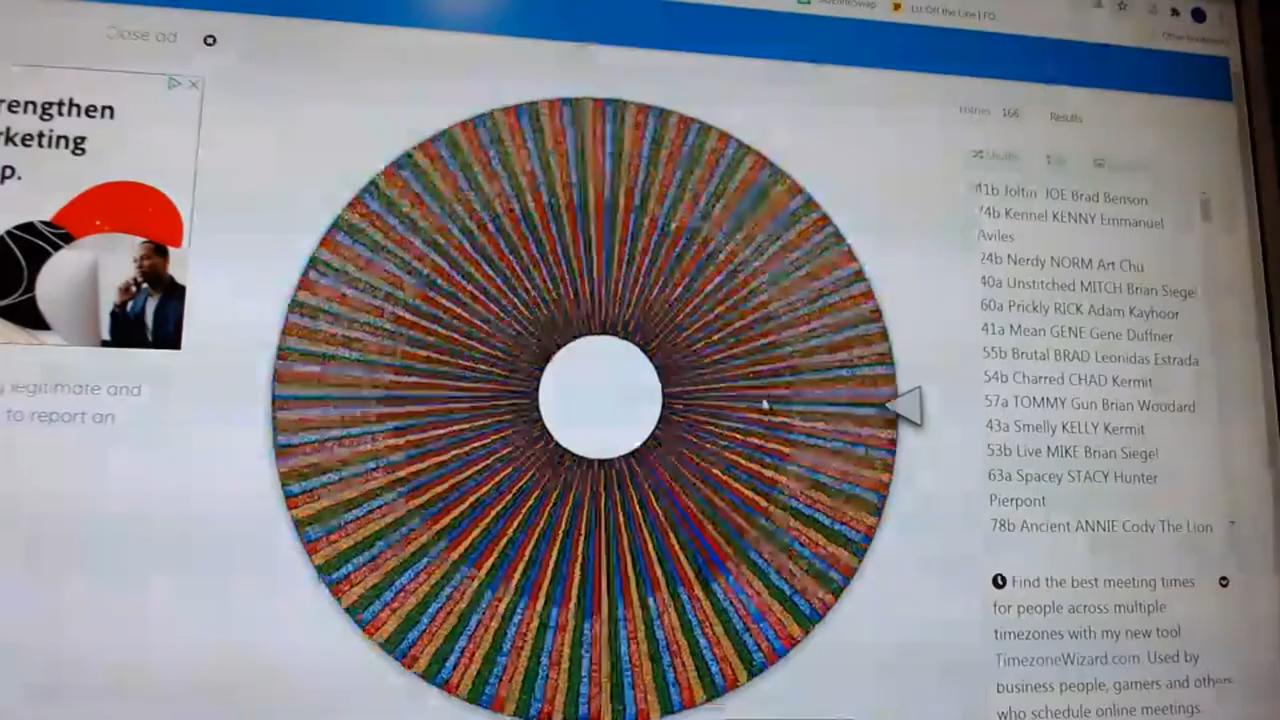 Close ad
rengthen
rketing
p.
legitimate and
to report an
Entries 166 Results
Shuffle
41b Joltin JOE Brad Benson
74b Kennel KENNY Emmanuel
Aviles
24b Nerdy NORM Art Chu
40a Unstitched MITCH Brian Siegel
60a Prickly RICK Adam Kayhoor
41a Mean GENE Gene Duffner
55b Brutal BRAD Leonidas Estrada
54b Charred CHAD Kermit
57a TOMMY Gun Brian Woodard
43a Smelly KELLY Kermit
53b Live MIKE Brian Siegel
63a Spacey STACY Hunter
Pierpont
78b Ancient ANNIE Cody The Lion
Find the best meeting times
for people across multiple
timezones with my new tool
TimezoneWizard.com. Used by
business people, gamers and others
who schedule online meetings.